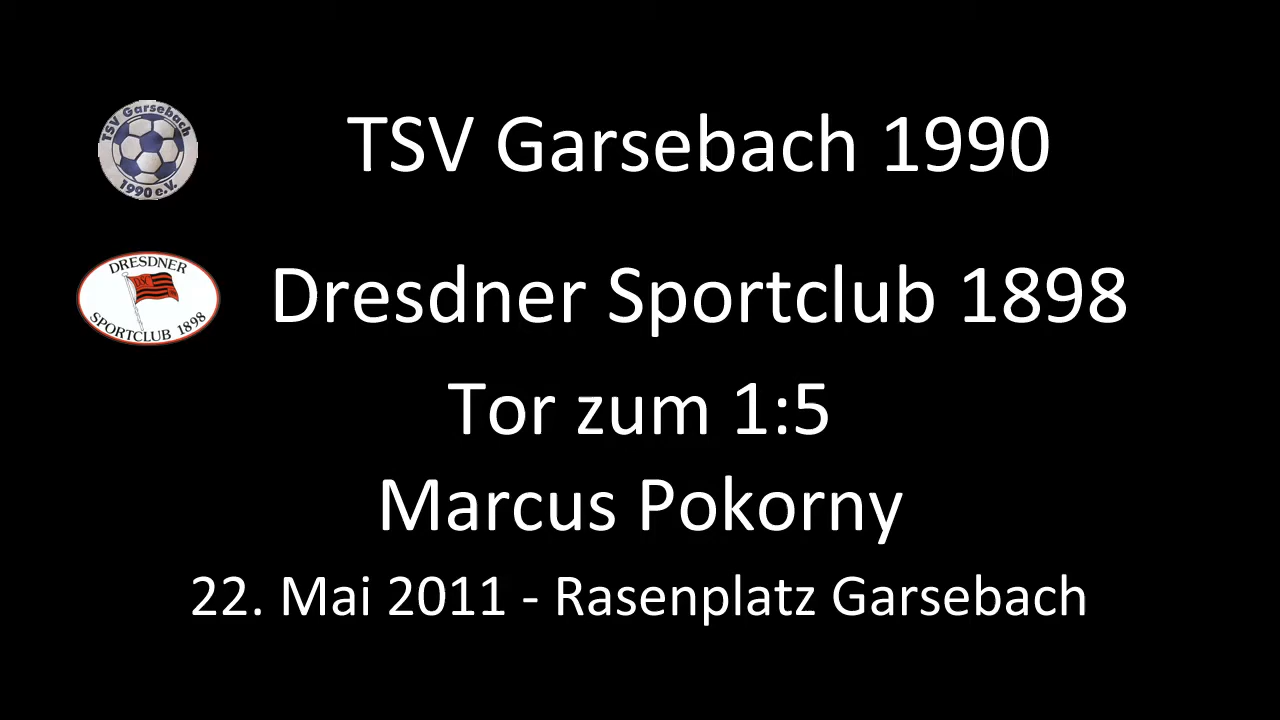 TSV Garsebach
1990 e.V.
TSV Garsebach 1990
DRESDNER
DSC
SPORTCLUB 1898
Dresdner Sportclub 1898
Tor zum 1:5
Marcus Pokorny
22. Mai 2011 - Rasenplatz Garsebach